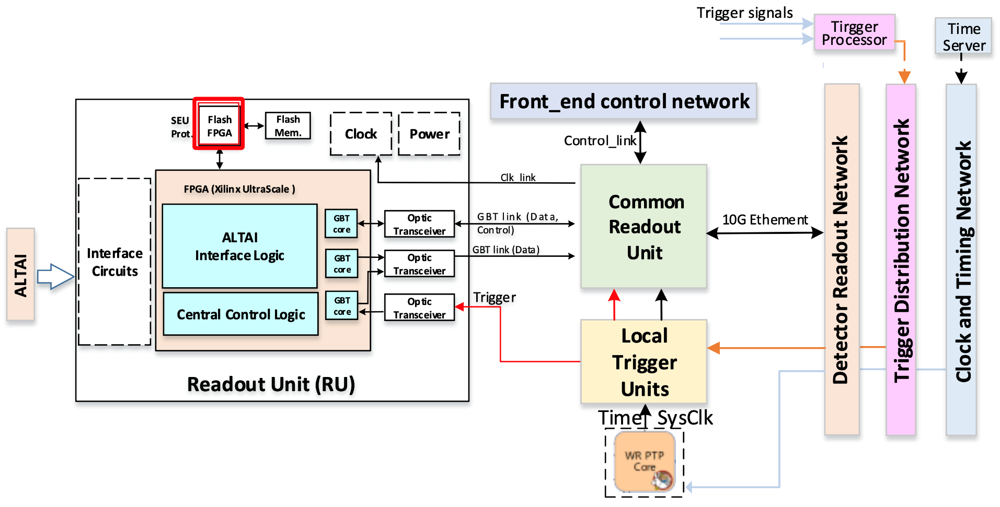 Trigger signals
Tirgger
Processor
Time
Server
Front_end control network
Control_link
SEU
Prot.
Flash
FPGA
Flash
Mem.
Clock
Power
Clk link
FPGA (Xilinx UltraScale )
ALTAI
Interface Logic
Central Control Logic
GBT
core
GBT
core
GBT
core
Optic
Transceiver
Optic
Transceiver
Optic
Transceiver
GBT link (Data,
Control)
GBT link (Data)
Trigger
Interface
Circuits
ALTAI
Readout Unit (RU)
Common
Readout
Unit
10G Ethement
Local
Trigger
Units
Time
SysClk
WR PTP
Core
Detector Readout Network
Trigger Distribution Network
Clock and Timing Network